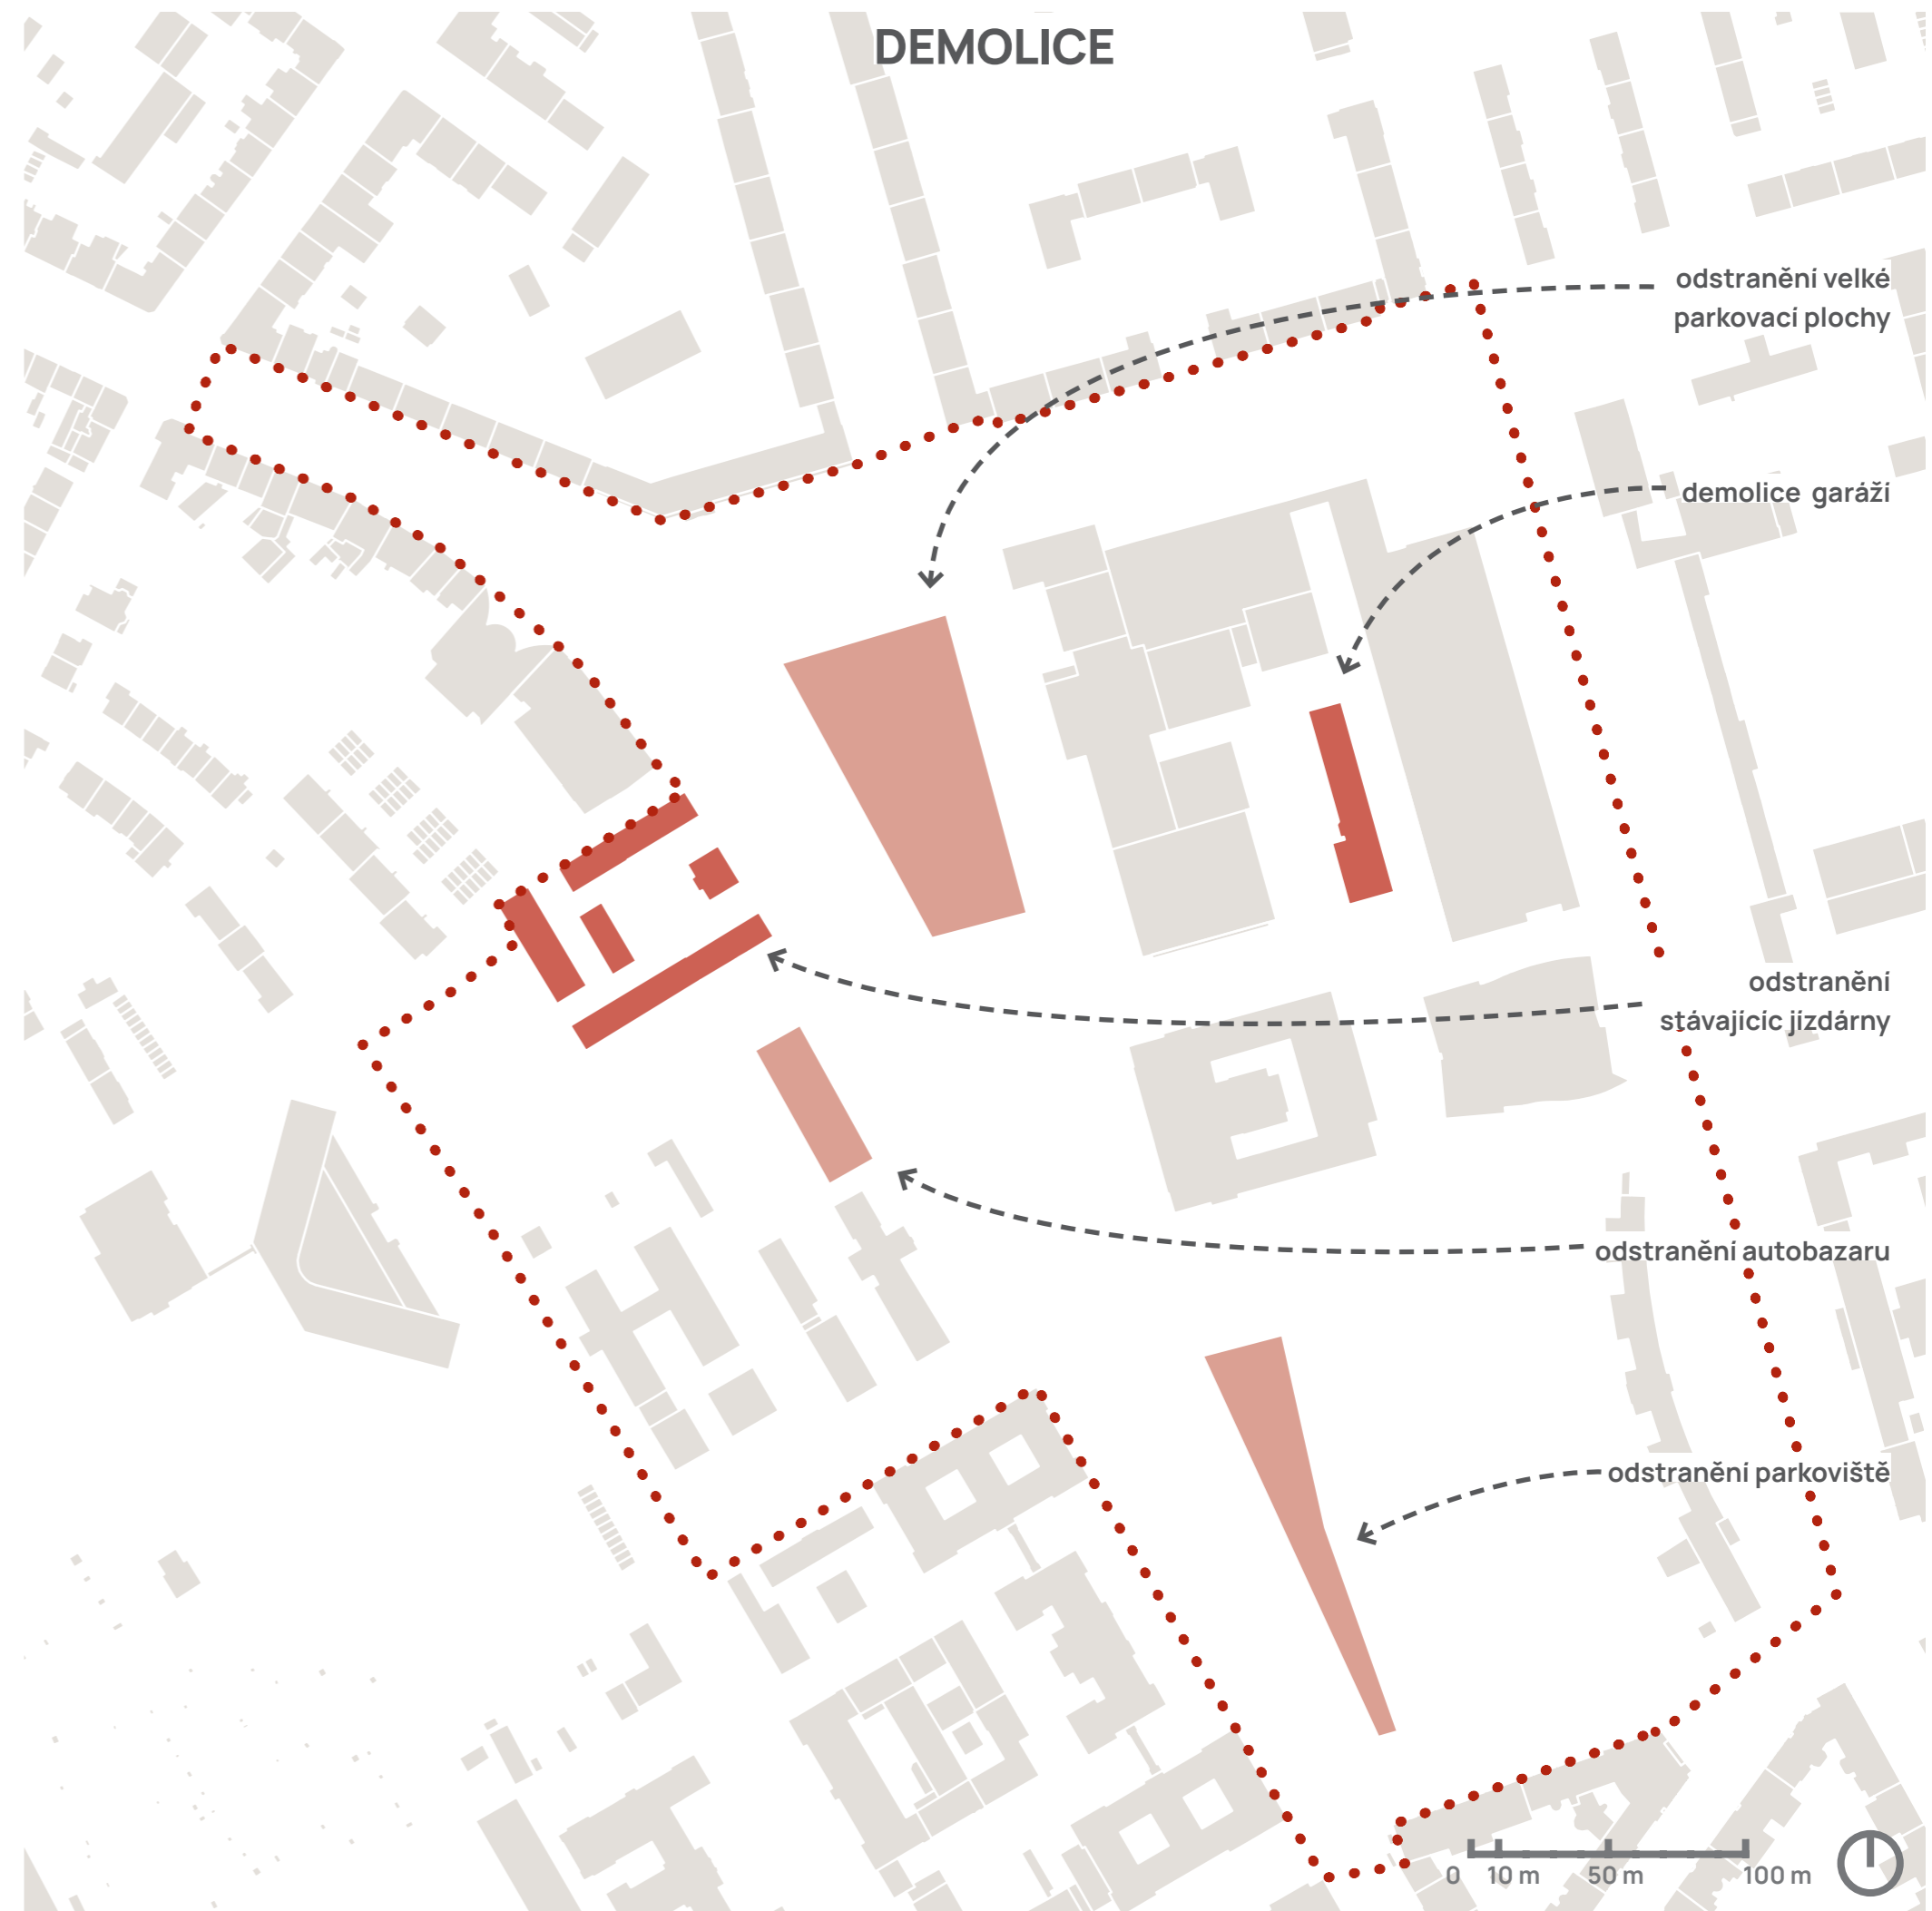 DEMOLICE
odstranění velké
parkovací plochy
demolice garáží
odstranění
stávajícíc jízdárny
odstranění autobazaru
odstranění parkoviště
0 10 m 50 m 100 m